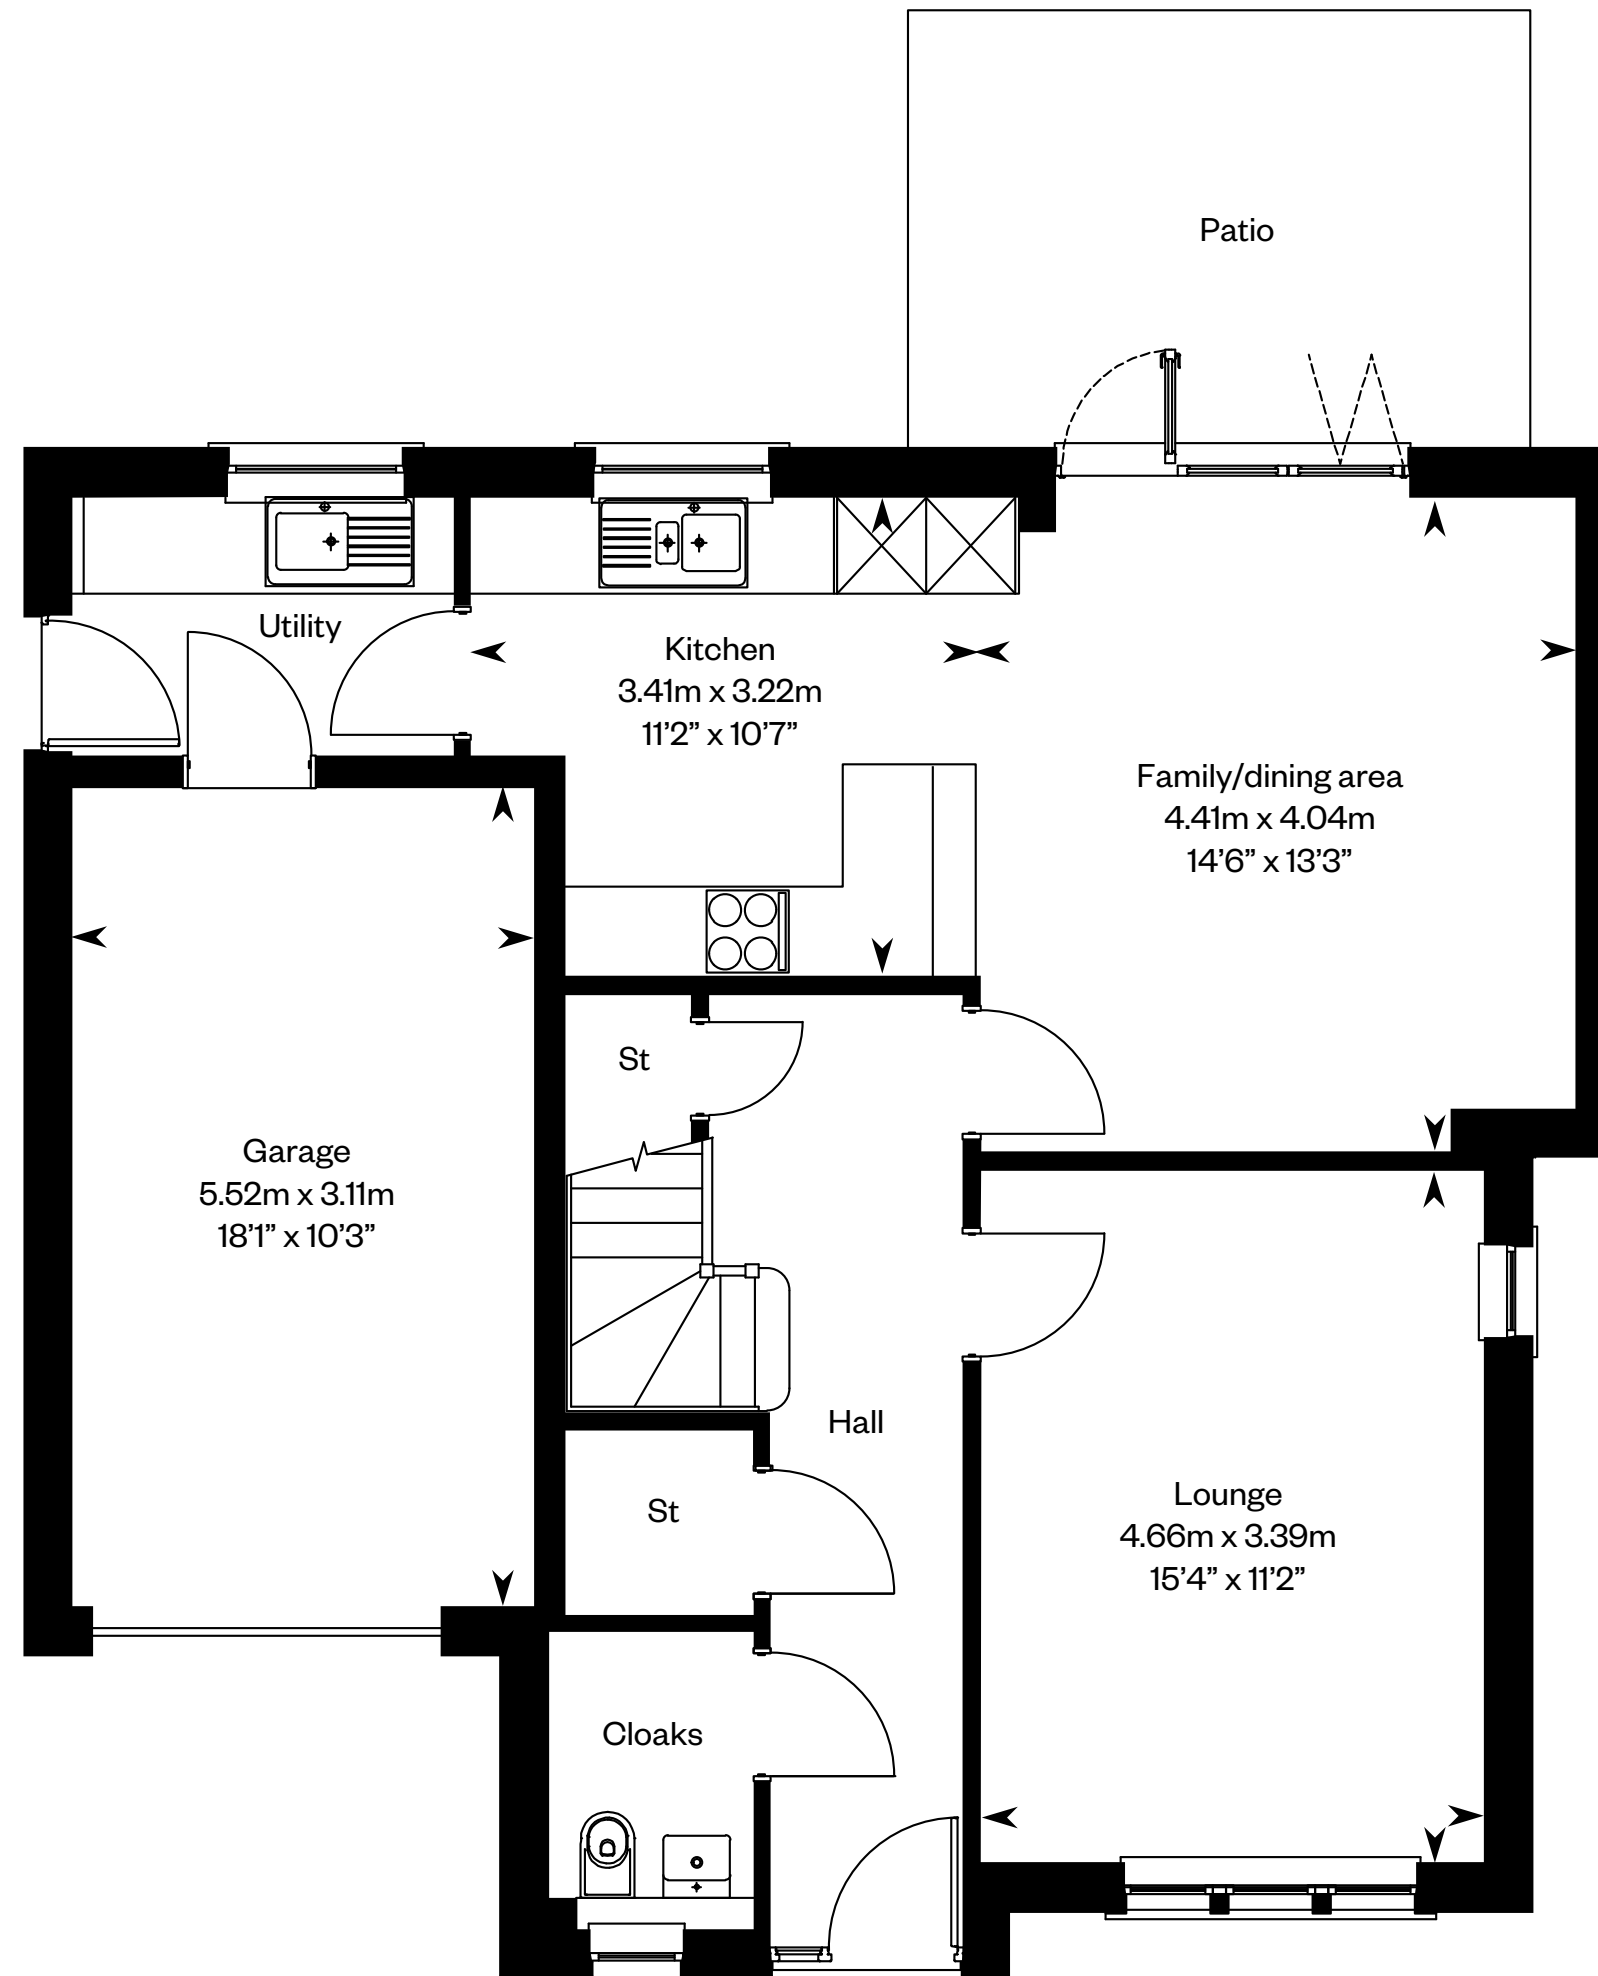 Patio
Utility
Kitchen
3.41m x 3.22m
11’2” x 10’7”
Family/dining area
4.41m x 4.04m
14’6” x 13’3”
St
Garage
5.52m x 3.11m
18’1” x 10’3”
Hall
Lounge
4.66m x 3.39m
15’4” x 11’2”
St
Cloaks